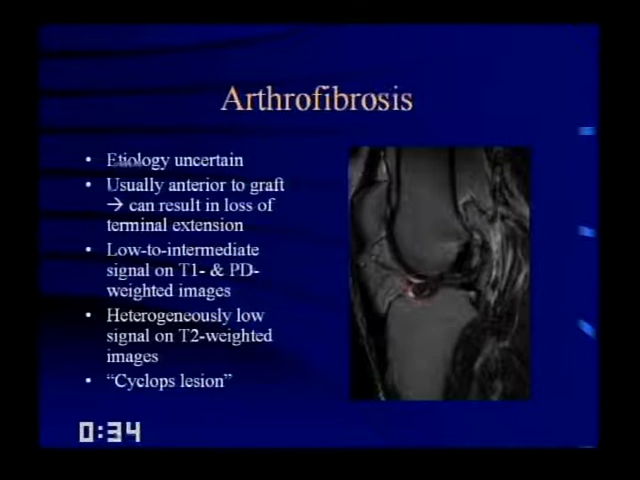 Arthrofibrosis
• Etiology uncertain
• Usually anterior to graft
→ can result in loss of
terminal extension
• Low-to-intermediate
signal on T1- & PD-
weighted images
• Heterogeneously low
signal on T2-weighted
images
• “Cyclops lesion”
0:34